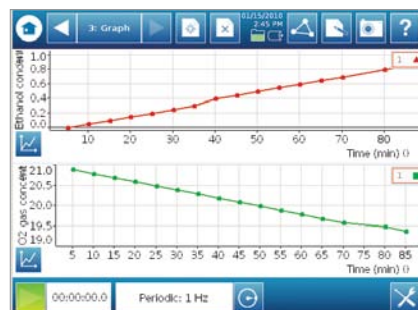 3: Graph
01/15/2010
2:45 PM
?
Ethanol concent
1.0
0.8
0.6
0.4
0.2
0.0
1
10 20 30 40 50 60 70 80
Time (min) θ
O2 gas concent
21.0
20.5
20.0
19.5
19.0
1
5 10 15 20 25 30 35 40 45 50 55 60 65 70 75 80 85
Time (min) θ
00:00:00.0
Periodic: 1 Hz